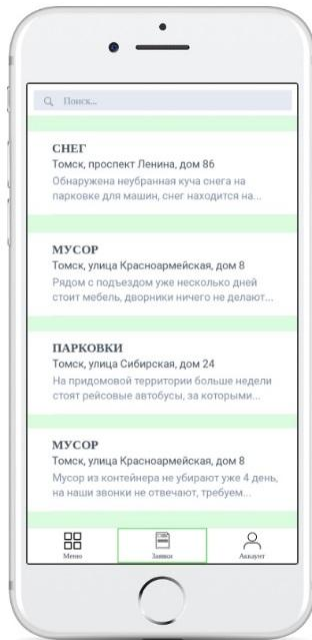 Поиск...
СНЕГ
Томск, проспект Ленина, дом 86
Обнаружена неубранная куча снега на
парковке для машин, снег находится на...
МУСОР
Томск, улица Красноармейская, дом 8
Рядом с подъездом уже несколько дней
стоит мебель, дворники ничего не делают...
ПАРКОВКИ
Томск, улица Сибирская, дом 24
На придомовой территории больше недели
стоят рейсовые автобусы, за которыми...
МУСОР
Томск, улица Красноармейская, дом 8
Мусор из контейнера не убирают уже 4 день,
на наши звонки не отвечают, требуем...
Меню Заявки Аккаунт